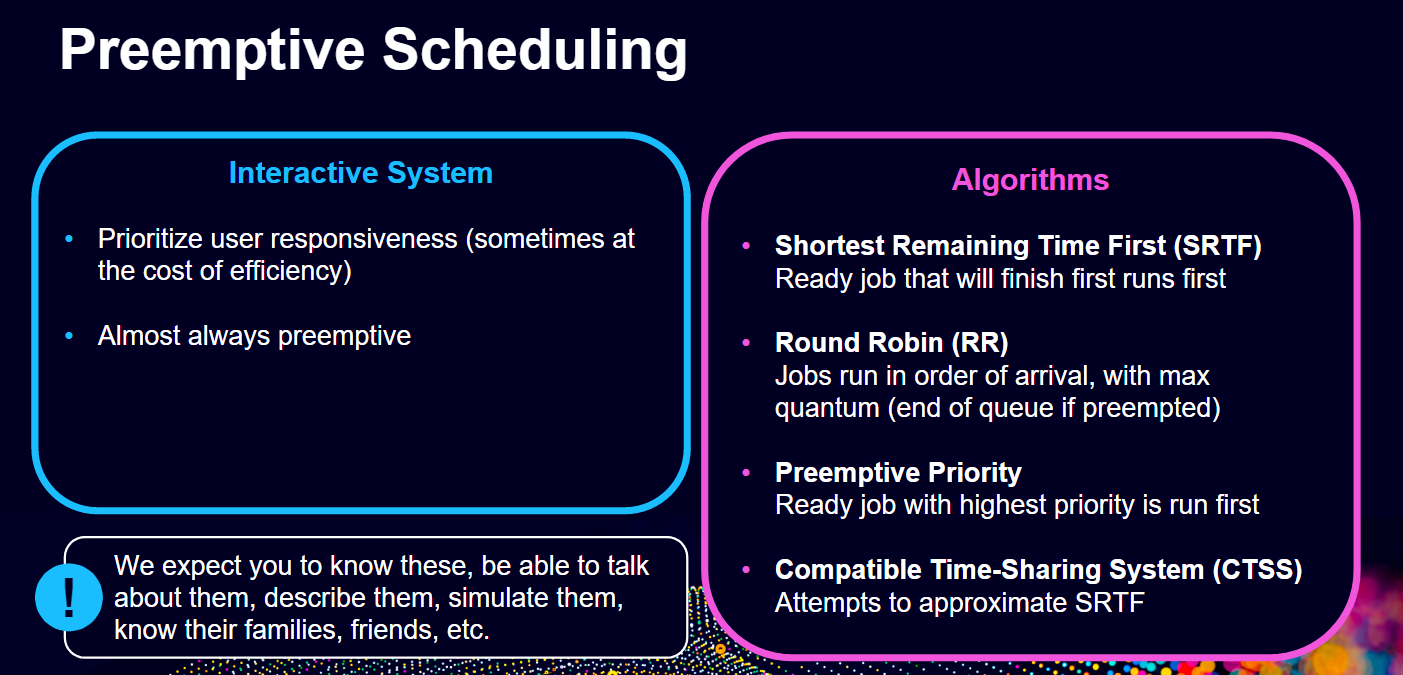 Preemptive Scheduling
Interactive System
• Prioritize user responsiveness (sometimes at
the cost of efficiency)
• Almost always preemptive
! We expect you to know these, be able to talk
about them, describe them, simulate them,
know their families, friends, etc.
Algorithms
• Shortest Remaining Time First (SRTF)
Ready job that will finish first runs first
• Round Robin (RR)
Jobs run in order of arrival, with max
quantum (end of queue if preempted)
• Preemptive Priority
Ready job with highest priority is run first
• Compatible Time-Sharing System (CTSS)
Attempts to approximate SRTF